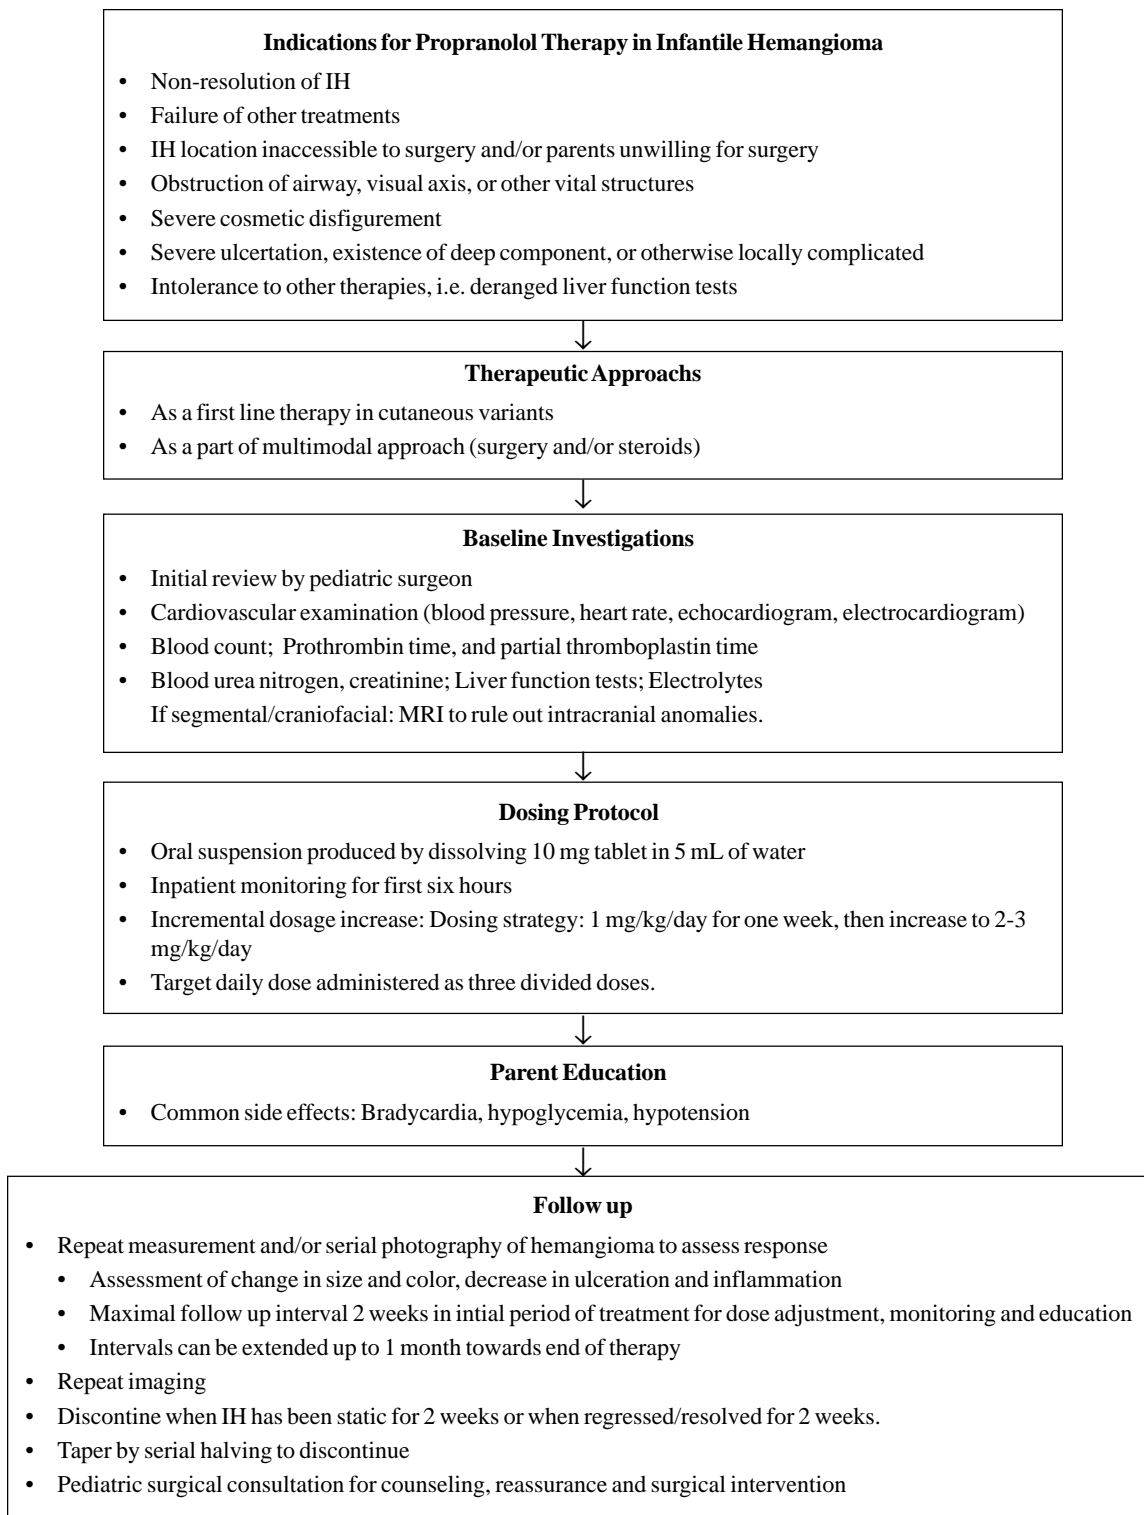 Indications for Propranolol Therapy in Infantile Hemangioma
• Non-resolution of IH
• Failure of other treatments
• IH location inaccessible to surgery and/or parents unwilling for surgery
• Obstruction of airway, visual axis, or other vital structures
• Severe cosmetic disfigurement
• Severe ulcertation, existence of deep component, or otherwise locally complicated
• Intolerance to other therapies, i.e. deranged liver function tests
Therapeutic Approachs
• As a first line therapy in cutaneous variants
• As a part of multimodal approach (surgery and/or steroids)
Baseline Investigations
• Initial review by pediatric surgeon
• Cardiovascular examination (blood pressure, heart rate, echocardiogram, electrocardiogram)
• Blood count; Prothrombin time, and partial thromboplastin time
• Blood urea nitrogen, creatinine; Liver function tests; Electrolytes
If segmental/craniofacial: MRI to rule out intracranial anomalies.
Dosing Protocol
• Oral suspension produced by dissolving 10 mg tablet in 5 mL of water
• Inpatient monitoring for first six hours
• Incremental dosage increase: Dosing strategy: 1 mg/kg/day for one week, then increase to 2-3
mg/kg/day
• Target daily dose administered as three divided doses.
Parent Education
• Common side effects: Bradycardia, hypoglycemia, hypotension
Follow up
• Repeat measurement and/or serial photography of hemangioma to assess response
• Assessment of change in size and color, decrease in ulceration and inflammation
• Maximal follow up interval 2 weeks in intial period of treatment for dose adjustment, monitoring and education
• Intervals can be extended up to 1 month towards end of therapy
• Repeat imaging
• Discontine when IH has been static for 2 weeks or when regressed/resolved for 2 weeks.
• Taper by serial halving to discontinue
• Pediatric surgical consultation for counseling, reassurance and surgical intervention